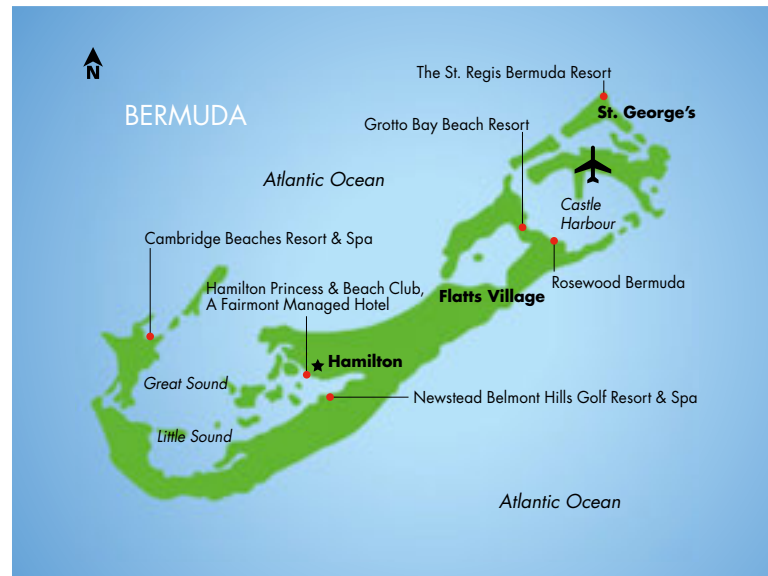 N
BERMUDA
The St. Regis Bermuda Resort
St. George's
Grotto Bay Beach Resort
Atlantic Ocean
Castle
Harbour
Cambridge Beaches Resort & Spa
Rosewood Bermuda
Hamilton Princess & Beach Club,
A Fairmont Managed Hotel
Flatts Village
Hamilton
Great Sound
Newstead Belmont Hills Golf Resort & Spa
Little Sound
Atlantic Ocean